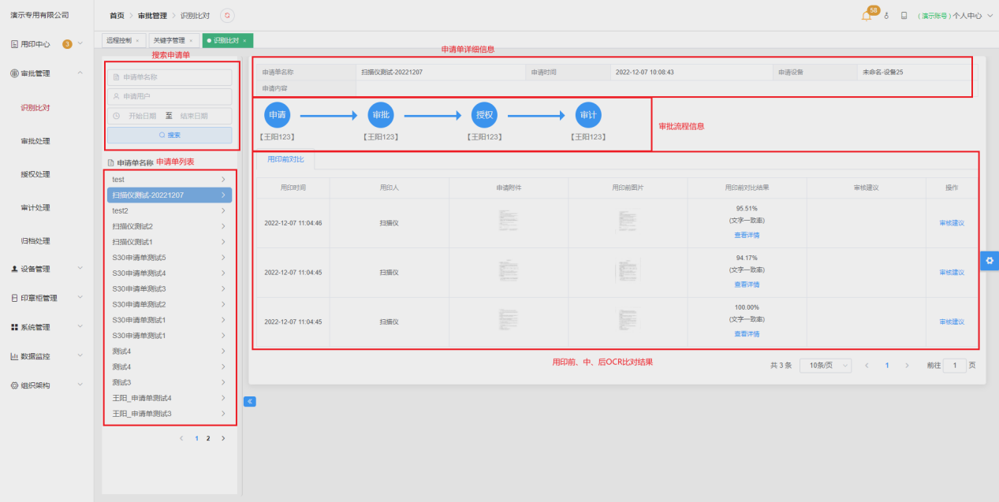 演示专用有限公司
首页 审批管理 识别比对
58
(演示账号) 个人中心
用印中心 3
审批管理
识别比对
审批处理
授权处理
审计处理
归档处理
设备管理
印章柜管理
系统管理
数据监控
组织架构
远程控制 × 关键字管理 × 识别比对 ×
搜索申请单
申请单名称
申请用户
开始日期 至 结束日期
搜索
申请单名称 申请单列表
test
扫描仪测试-20221207
test2
扫描仪测试2
扫描仪测试1
S30申请单测试5
S30申请单测试4
S30申请单测试3
S30申请单测试2
S30申请单测试1
S30申请单测试1
测试4
测试4
测试3
王阳_申请单测试4
王阳_申请单测试3
1 2
申请单详细信息
申请单名称 扫描仪测试-20221207 申请时间 2022-12-07 10:08:43 申请设备 未命名-设备25
申请内容
申请 审批 授权 审计
【王阳123】 【王阳123】 【王阳123】 【王阳123】
审批流程信息
用印前对比
用印时间 用印人 申请附件 用印前图片 用印前对比结果 审核建议 操作
2022-12-07 11:04:46 扫描仪 95.51% 审核建议
(文字一致率)
查看详情
2022-12-07 11:04:45 扫描仪 94.17% 审核建议
(文字一致率)
查看详情
2022-12-07 11:04:45 扫描仪 100.00% 审核建议
(文字一致率)
查看详情
用印前、中、后OCR比对结果
共 3 条 10条/页 1 前往 1 页